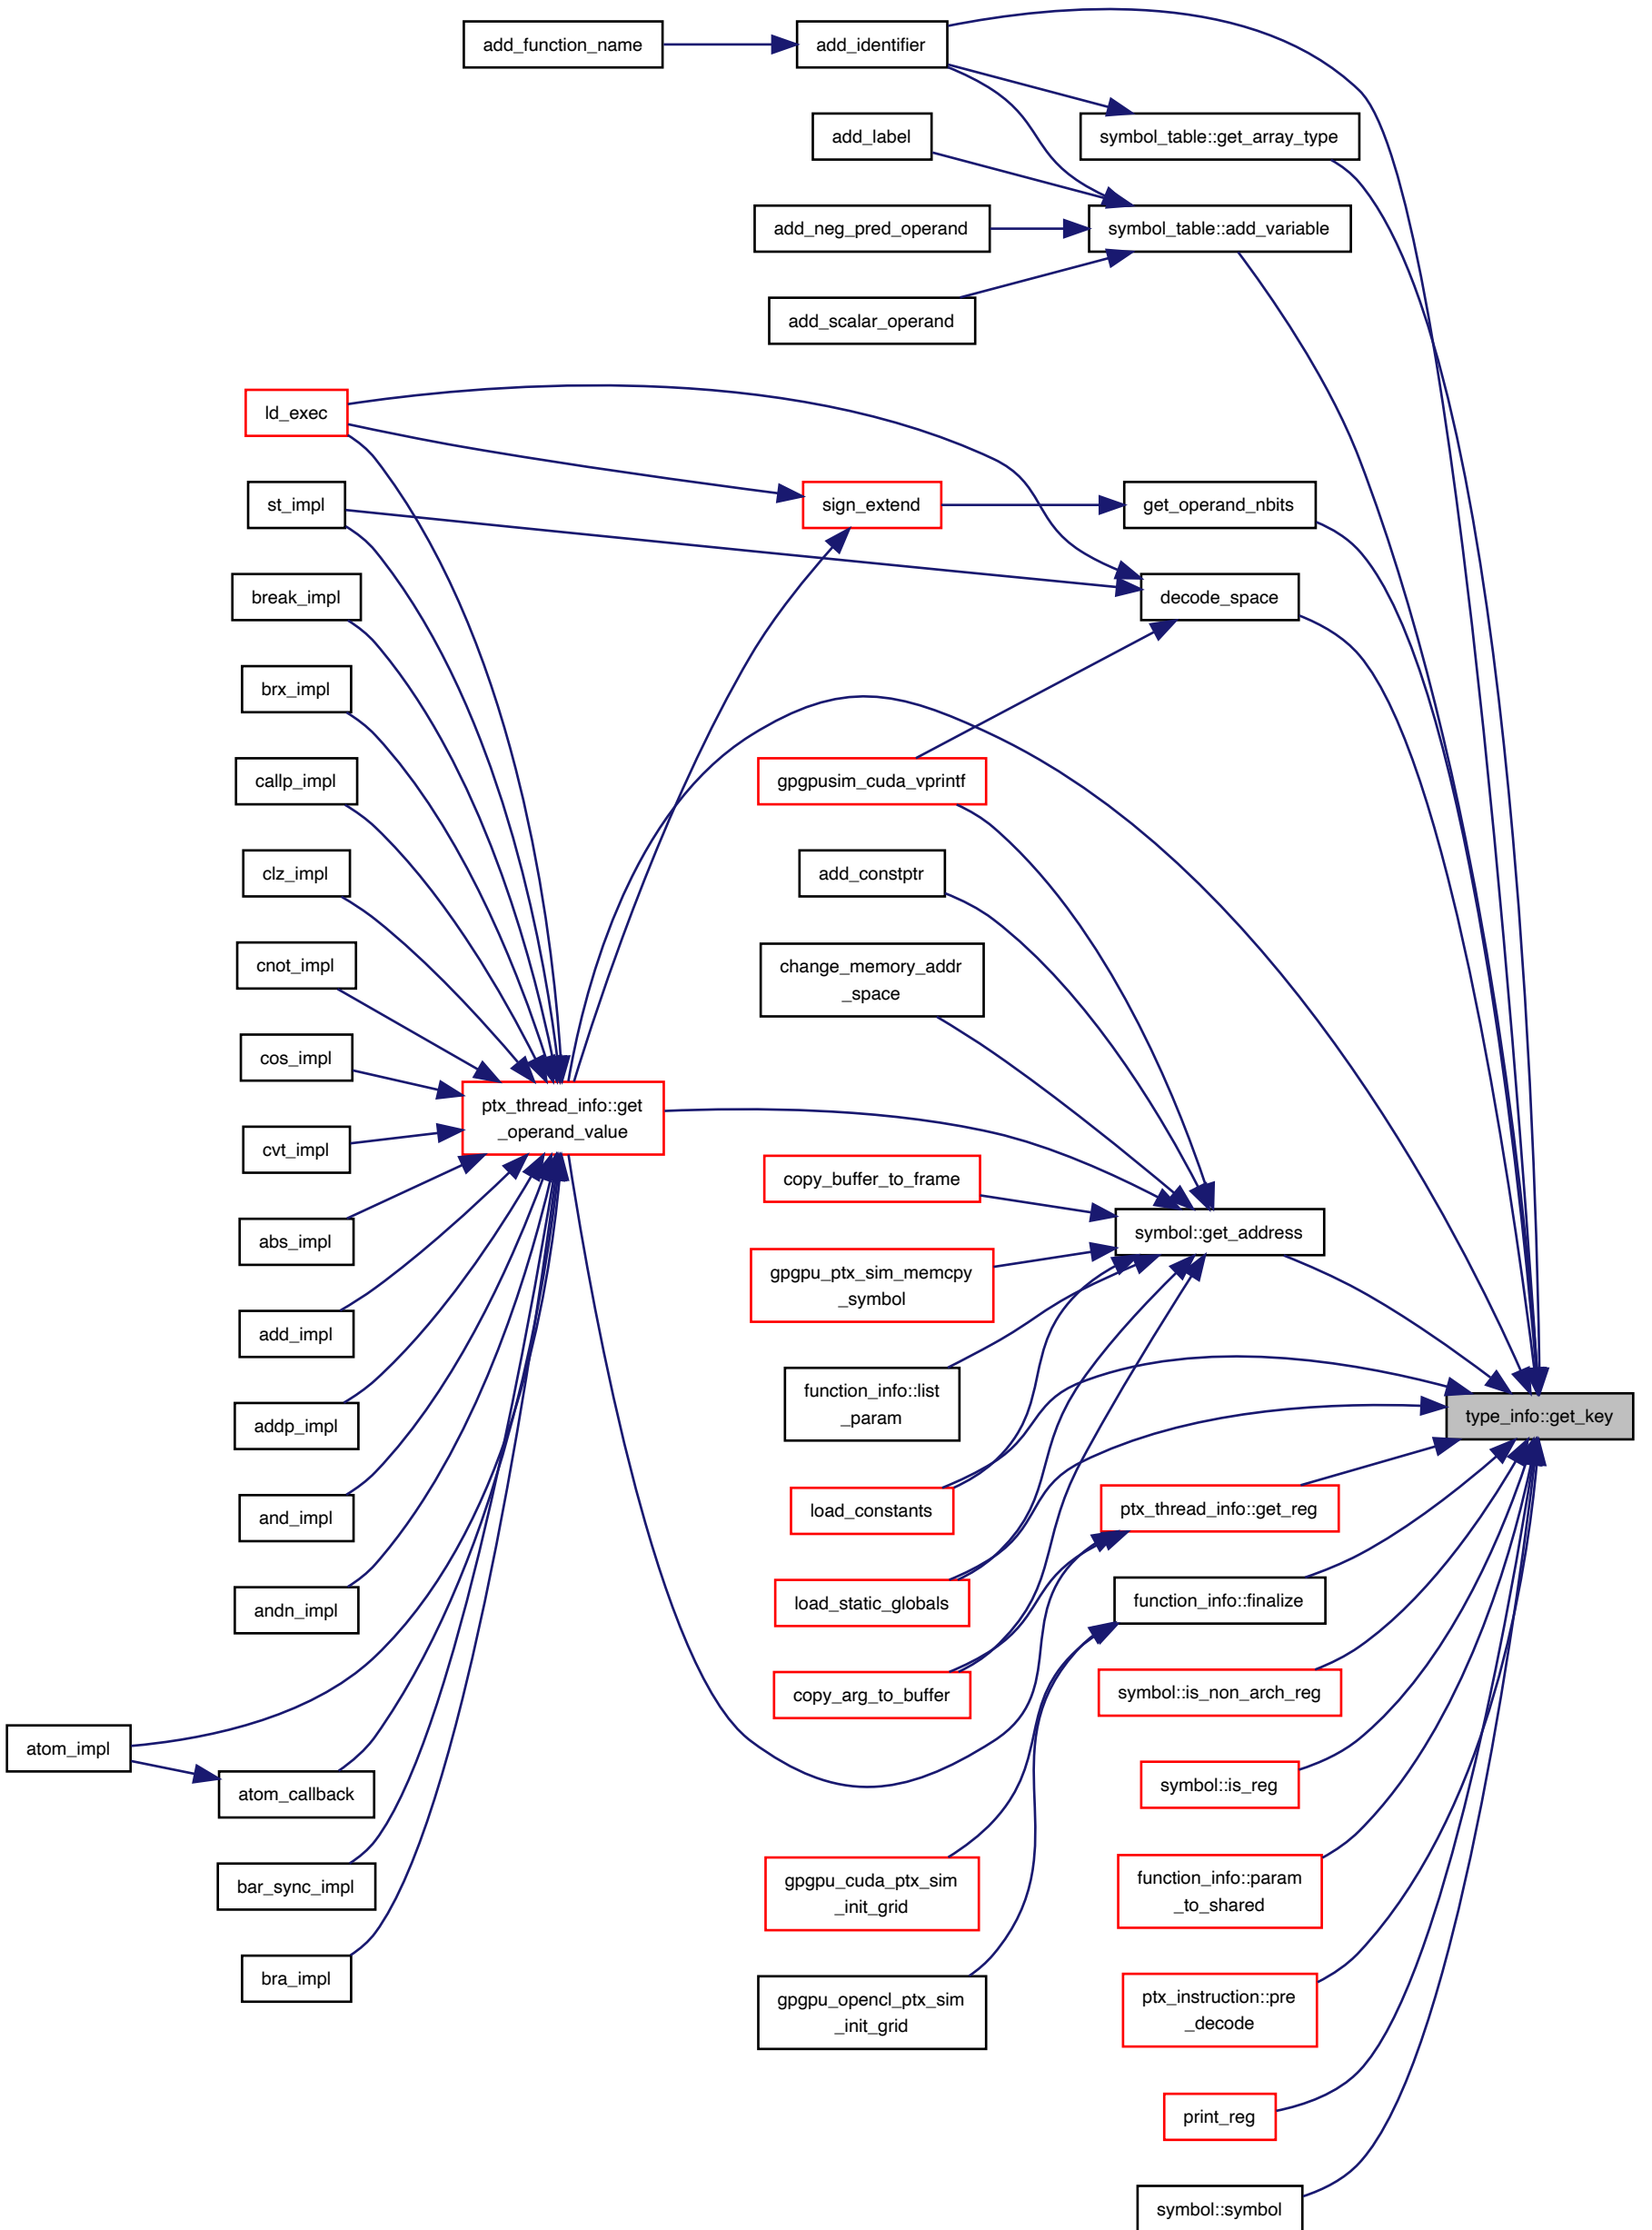 add_function_name
add_identifier
add_label
symbol_table::get_array_type
add_neg_pred_operand
symbol_table::add_variable
add_scalar_operand
ld_exec
st_impl
sign_extend
get_operand_nbits
break_impl
decode_space
brx_impl
callp_impl
gpgpusim_cuda_vprintf
clz_impl
add_constptr
cnot_impl
change_memory_addr
_space
cos_impl
ptx_thread_info::get
_operand_value
cvt_impl
copy_buffer_to_frame
abs_impl
symbol::get_address
gpgpu_ptx_sim_memcpy
_symbol
add_impl
function_info::list
_param
addp_impl
type_info::get_key
and_impl
load_constants
ptx_thread_info::get_reg
andn_impl
load_static_globals
function_info::finalize
copy_arg_to_buffer
symbol::is_non_arch_reg
atom_impl
atom_callback
symbol::is_reg
bar_sync_impl
gpgpu_cuda_ptx_sim
_init_grid
function_info::param
_to_shared
bra_impl
gpgpu_opencl_ptx_sim
_init_grid
ptx_instruction::pre
_decode
print_reg
symbol::symbol